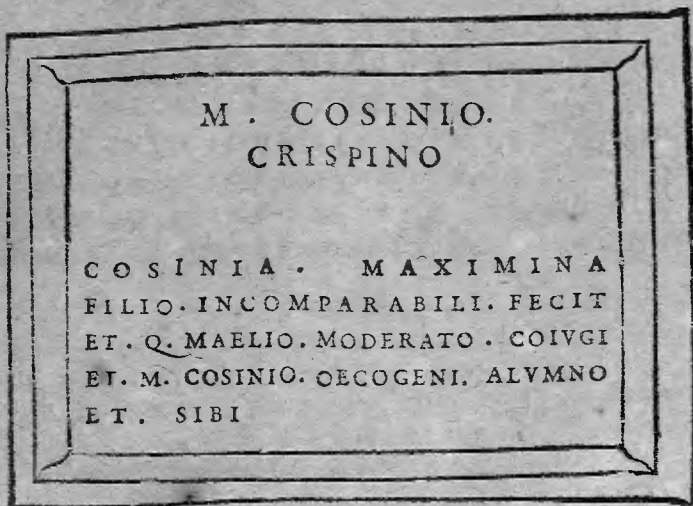 M . COSINIO.
CRISPINO
COSINIA . MAXIMINA
FILIO. INCOMPARABILI. FECIT
ET. Q. MAELIO. MODERATO . COIVGI
ET. M. COSINIO. OECOGENI. ALVMNO
ET. SIBI